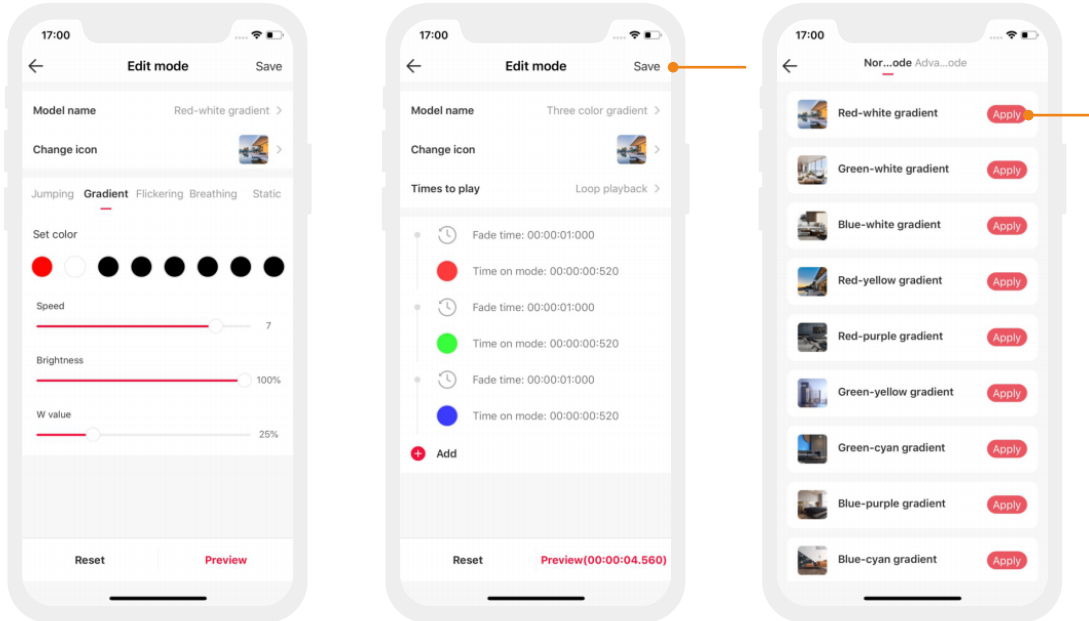 17:00
Edit mode
Save
Model name
Red-white gradient
Change icon
Jumping Gradient Flickering Breathing Static
Set color
Speed
7
Brightness
100%
W value
25%
Reset
Preview
17:00
Edit mode
Save
Model name
Three color gradient
Change icon
Times to play
Loop playback
Fade time: 00:00:01:000
Time on mode: 00:00:00:520
Fade time: 00:00:01:000
Time on mode: 00:00:00:520
Fade time: 00:00:01:000
Time on mode: 00:00:00:520
Add
Reset
Preview(00:00:04.560)
17:00
Nor...ode Adva...ode
Red-white gradient
Apply
Green-white gradient
Apply
Blue-white gradient
Apply
Red-yellow gradient
Apply
Red-purple gradient
Apply
Green-yellow gradient
Apply
Green-cyan gradient
Apply
Blue-purple gradient
Apply
Blue-cyan gradient
Apply